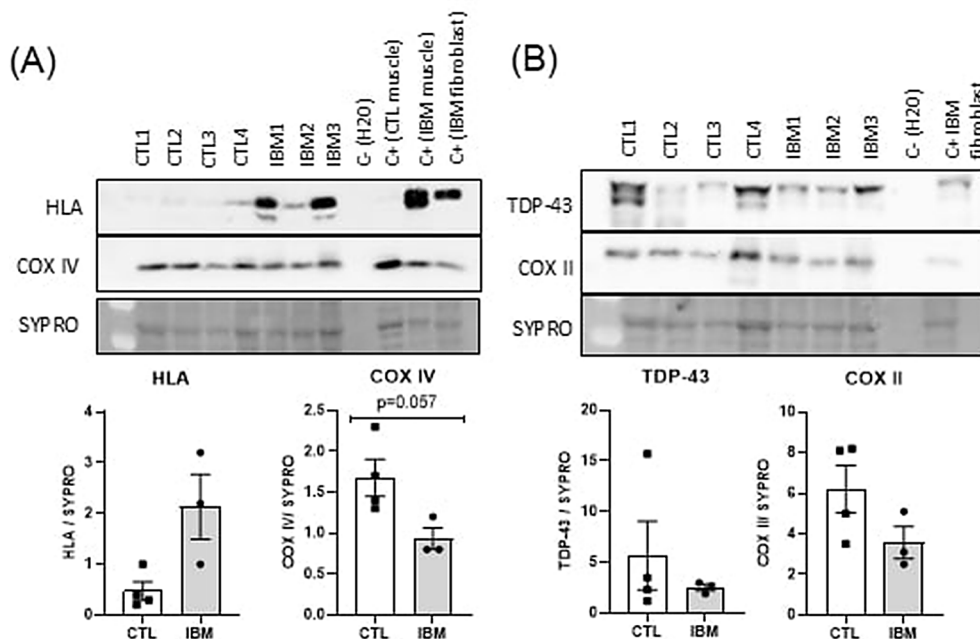 (A)
CTL1
CTL2
CTL3
CTL4
IBM1
IBM2
IBM3
C- (H20)
C+ (CTL muscle)
C+ (IBM muscle)
C+ (IBM fibroblast)
HLA
COX IV
SYPRO
HLA
HLA / SYPRO
4
3
2
1
0
CTL
IBM
COX IV
p=0.057
COX IV/ SYPRO
2.5
2.0
1.5
1.0
0.5
0.0
CTL
IBM
(B)
CTL1
CTL2
CTL3
CTL4
IBM1
IBM2
IBM3
C- (H20)
C+ IBM
fibroblast
TDP-43
COX II
SYPRO
TDP-43
TDP-43 / SYPRO
20
15
10
5
0
CTL
IBM
COX II
COX II/ SYPRO
10
8
6
4
2
0
CTL
IBM